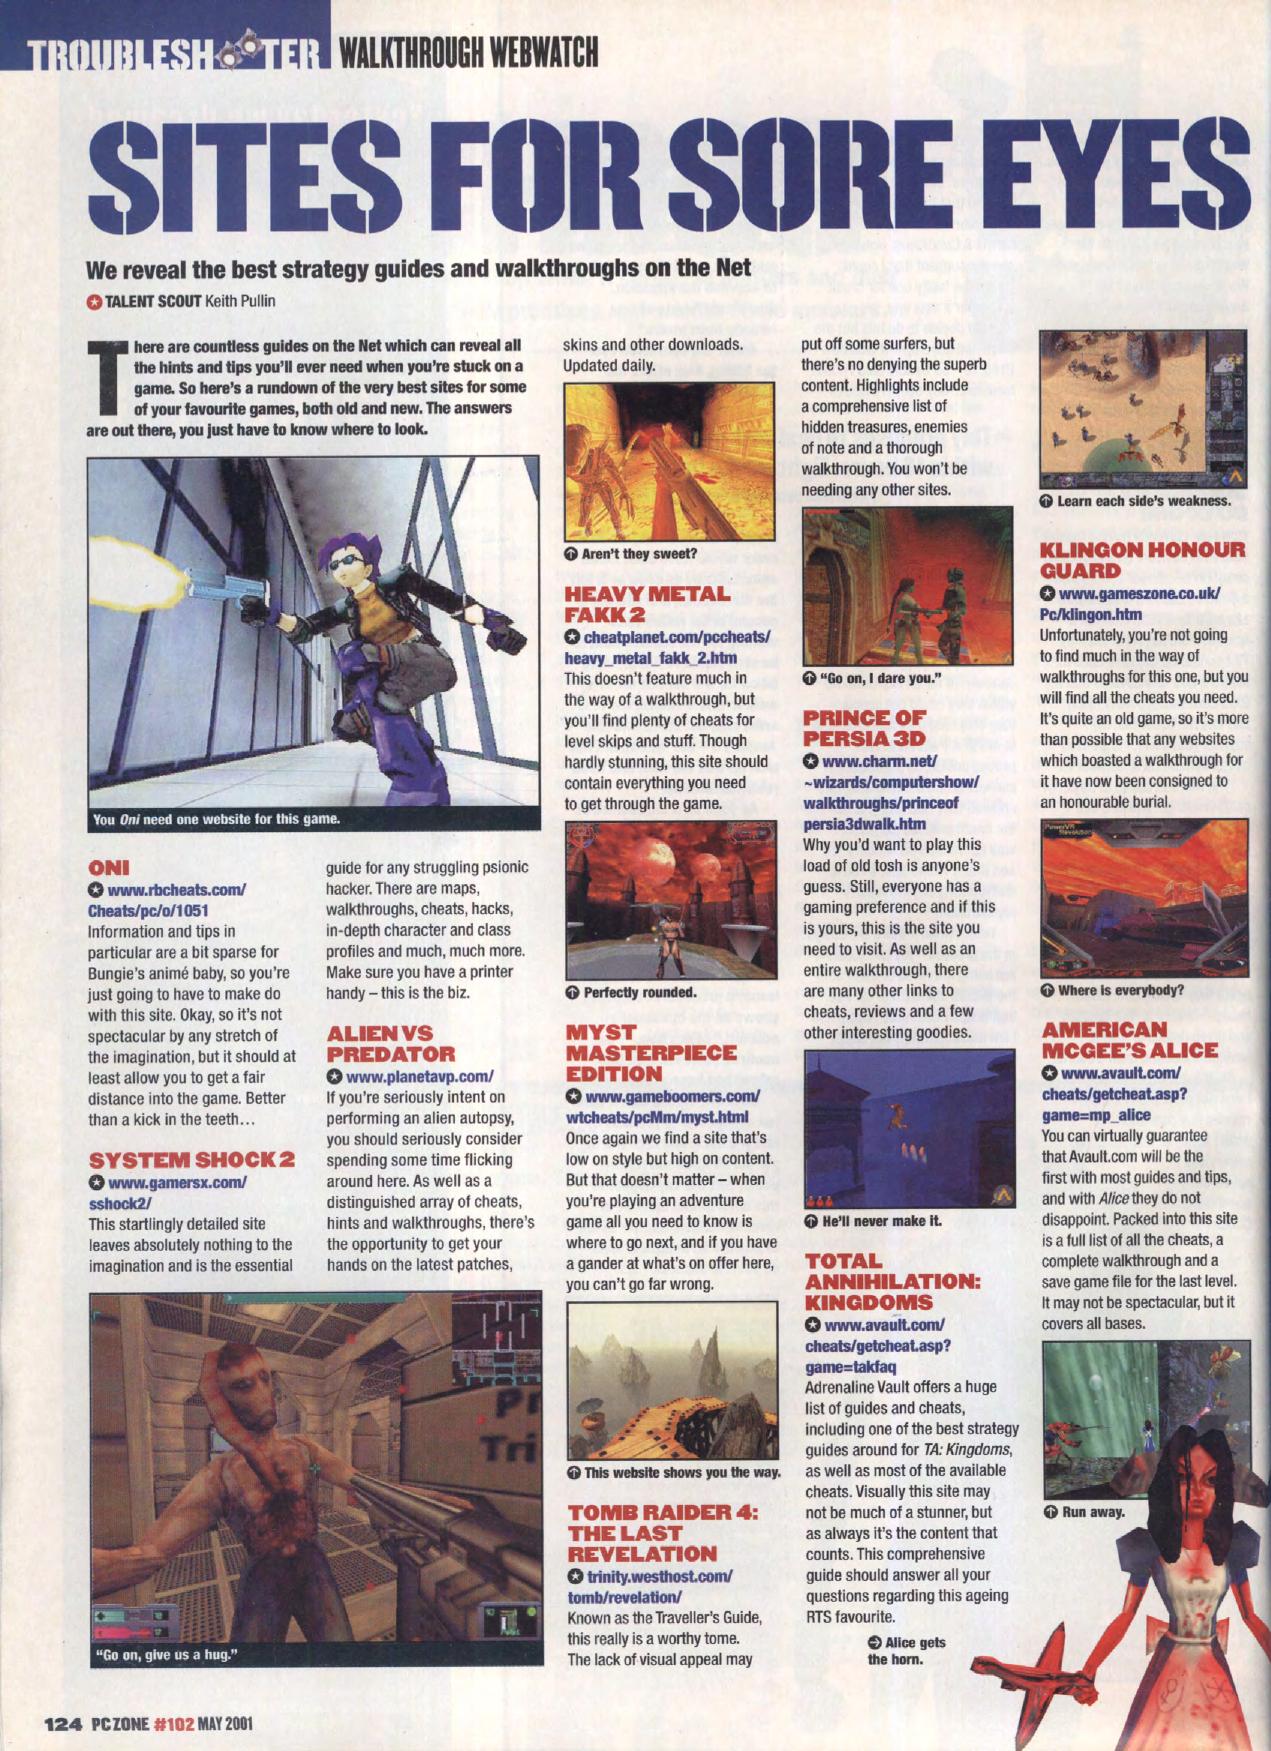 TROUBLESHOOTER WALKTHROUGH WEBWATCH
SITES FOR SORE EYES
We reveal the best strategy guides and walkthroughs on the Net
TALENT SCOUT Keith Pullin
There are countless guides on the Net which can reveal all
the hints and tips you'll ever need when you're stuck on a
game. So here's a rundown of the very best sites for some
of your favourite games, both old and new. The answers
are out there, you just have to know where to look.
You Oni need one website for this game.
ONI
www.rbcheats.com/
Cheats/pc/o/1051
Information and tips in
particular are a bit sparse for
Bungie's animé baby, so you're
just going to have to make do
with this site. Okay, so it's not
spectacular by any stretch of
the imagination, but it should at
least allow you to get a fair
distance into the game. Better
than a kick in the teeth...
SYSTEM SHOCK 2
www.gamersx.com/
sshock2/
This startlingly detailed site
leaves absolutely nothing to the
imagination and is the essential
guide for any struggling psionic
hacker. There are maps,
walkthroughs, cheats, hacks,
in-depth character and class
profiles and much, much more.
Make sure you have a printer
handy – this is the biz.
ALIEN VS
PREDATOR
www.planetavp.com/
If you're seriously intent on
performing an alien autopsy,
you should seriously consider
spending some time flicking
around here. As well as a
distinguished array of cheats,
hints and walkthroughs, there's
the opportunity to get your
hands on the latest patches,
"Go on, give us a hug."
skins and other downloads.
Updated daily.
Aren't they sweet?
HEAVY METAL
FAKK 2
cheatplanet.com/pccheats/
heavy_metal_fakk_2.htm
This doesn't feature much in
the way of a walkthrough, but
you'll find plenty of cheats for
level skips and stuff. Though
hardly stunning, this site should
contain everything you need
to get through the game.
Perfectly rounded.
MYST
MASTERPIECE
EDITION
www.gameboomers.com/
wtcheats/pcMm/myst.html
Once again we find a site that's
low on style but high on content.
But that doesn't matter – when
you're playing an adventure
game all you need to know is
where to go next, and if you have
a gander at what's on offer here,
you can't go far wrong.
This website shows you the way.
TOMB RAIDER 4:
THE LAST
REVELATION
trinity.westhost.com/
tomb/revelation/
Known as the Traveller's Guide,
this really is a worthy tome.
The lack of visual appeal may
put off some surfers, but
there's no denying the superb
content. Highlights include
a comprehensive list of
hidden treasures, enemies
of note and a thorough
walkthrough. You won't be
needing any other sites.
"Go on, I dare you."
PRINCE OF
PERSIA 3D
www.charm.net/
~wizards/computershow/
walkthroughs/princeof
persia3dwalk.htm
Why you'd want to play this
load of old tosh is anyone's
guess. Still, everyone has a
gaming preference and if this
is yours, this is the site you
need to visit. As well as an
entire walkthrough, there
are many other links to
cheats, reviews and a few
other interesting goodies.
He'll never make it.
TOTAL
ANNIHILATION:
KINGDOMS
www.avault.com/
cheats/getcheat.asp?
game=takfaq
Adrenaline Vault offers a huge
list of guides and cheats,
including one of the best strategy
guides around for TA: Kingdoms,
as well as most of the available
cheats. Visually this site may
not be much of a stunner, but
as always it's the content that
counts. This comprehensive
guide should answer all your
questions regarding this ageing
RTS favourite.
Alice gets
the horn.
Learn each side's weakness.
KLINGON HONOUR
GUARD
www.gameszone.co.uk/
Pc/klingon.htm
Unfortunately, you're not going
to find much in the way of
walkthroughs for this one, but you
will find all the cheats you need.
It's quite an old game, so it's more
than possible that any websites
which boasted a walkthrough for
it have now been consigned to
an honourable burial.
PowerVR
Revolution
Where is everybody?
AMERICAN
MCGEE'S ALICE
www.avault.com/
cheats/getcheat.asp?
game=mp_alice
You can virtually guarantee
that Avault.com will be the
first with most guides and tips,
and with Alice they do not
disappoint. Packed into this site
is a full list of all the cheats, a
complete walkthrough and a
save game file for the last level.
It may not be spectacular, but it
covers all bases.
Run away.
124 PCZONE #102 MAY 2001